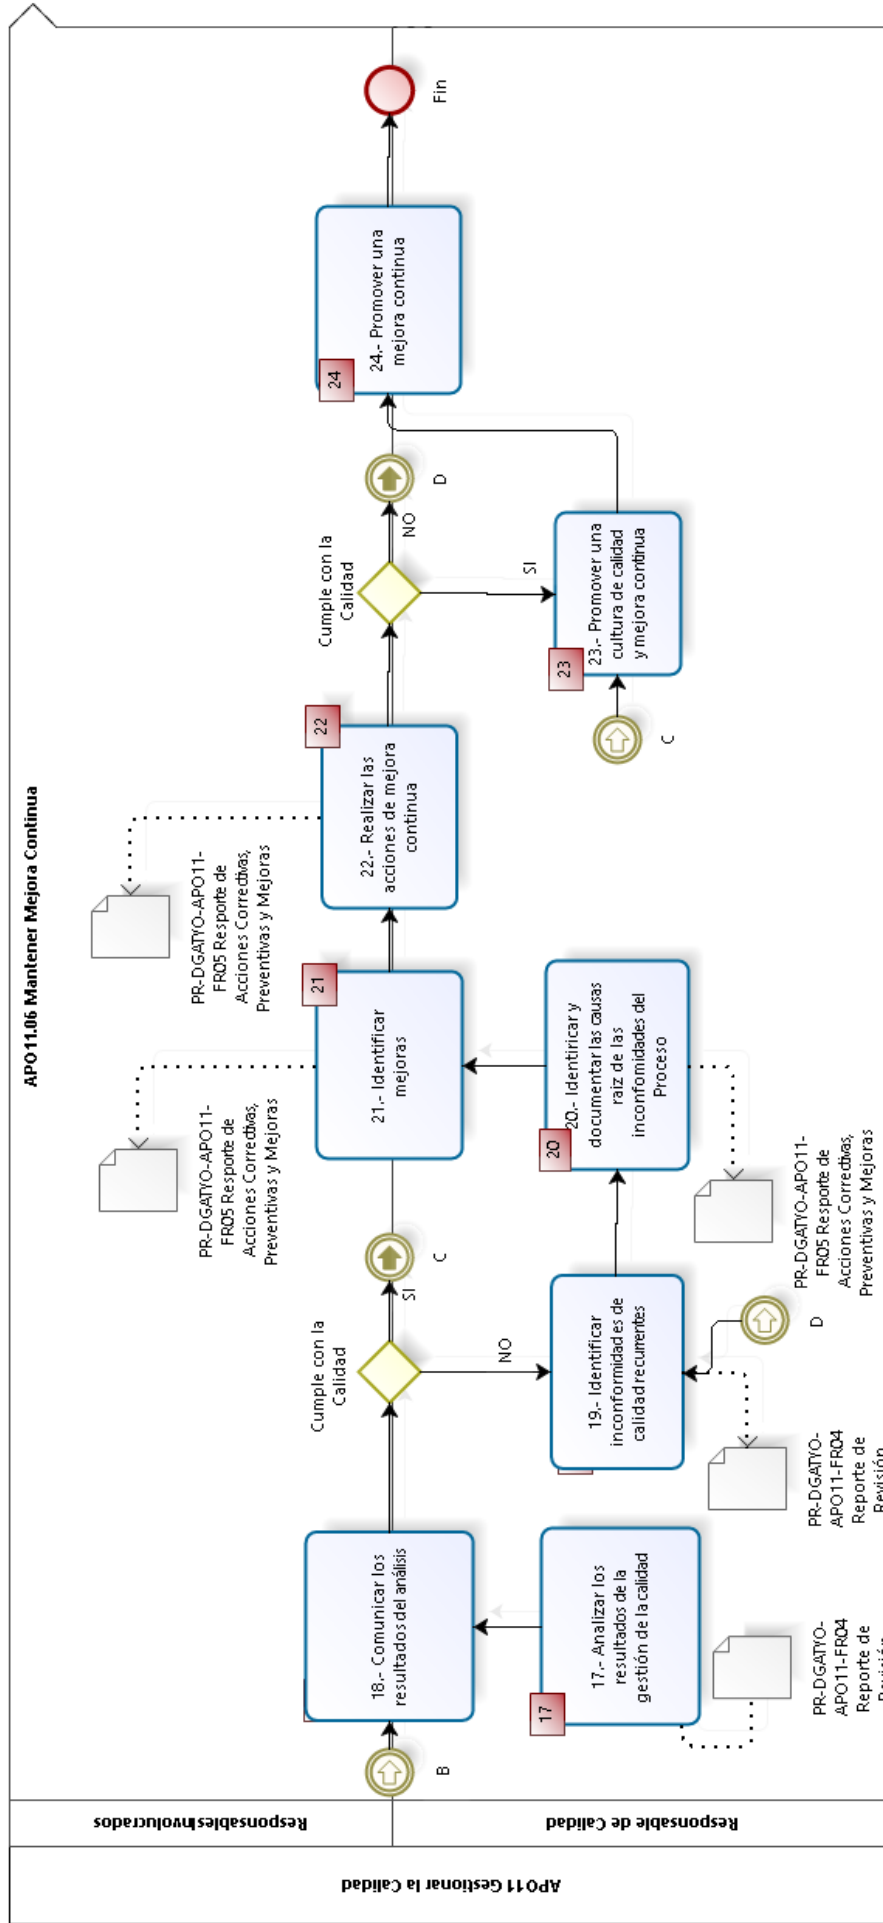 APO11.06 Mantener Mejora Continua
APO11 Gestionar la Calidad
Responsables Involucrados
Responsable de Calidad
B
18.- Comunicar los
resultados del análisis
17
17.- Analizar los
resultados de la
gestión de la calidad
PR-DGATYO-
APO11-FR04
Reporte de
Cumple con la
Calidad
SI
NO
C
19.- Identificar
inconformidades de
calidad recurrentes
PR-DGATYO-
APO11-FR04
Reporte de
Revisión
D
20
20.- Identiricar y
documentar las causas
raiz de las
inconfomidades del
Proceso
PR-DGATYO-APO11-
FR05 Resporte de
Acciones Correctivas,
Preventivas y Mejoras
21
21.- Identificar
mejoras
PR-DGATYO-APO11-
FR05 Resporte de
Acciones Correctivas,
Preventivas y Mejoras
22
22.- Realizar las
acciones de mejora
continua
PR-DGATYO-APO11-
FR05 Resporte de
Acciones Correctivas,
Preventivas y Mejoras
Cumple con la
Calidad
NO
SI
D
C
23
23.- Promover una
cultura de calidad
y mejora continua
24
24.- Promover una
mejora continua
Fin